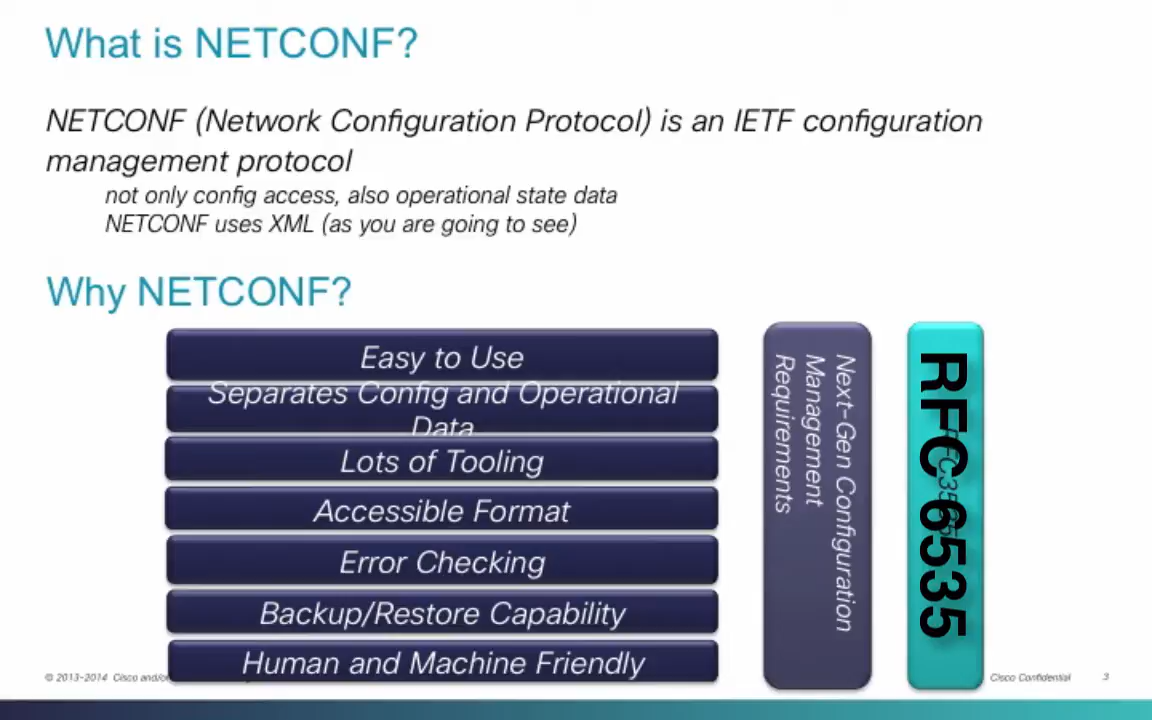 What is NETCONF?
NETCONF (Network Configuration Protocol) is an IETF configuration
management protocol
not only config access, also operational state data
NETCONF uses XML (as you are going to see)
Why NETCONF?
Easy to Use
Separates Config and Operational
Data
Lots of Tooling
Accessible Format
Error Checking
Backup/Restore Capability
Human and Machine Friendly
Next-Gen Configuration
Management
Requirements
RFC 6535
© 2013-2014 Cisco and/or
Cisco Confidential
3